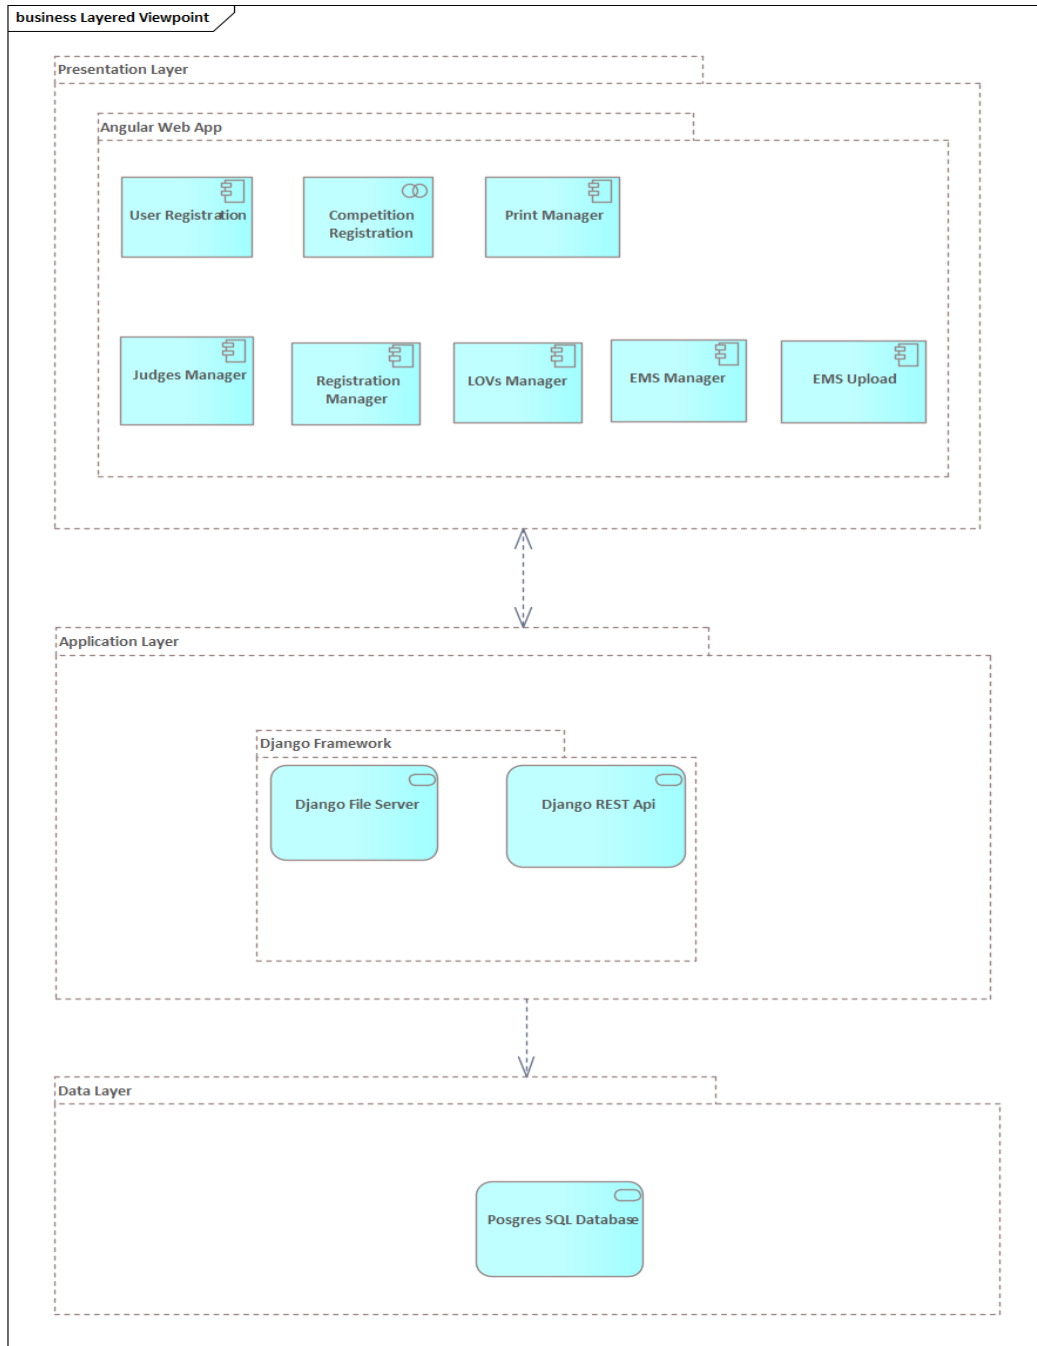 business Layered Viewpoint
Presentation Layer
Angular Web App
User Registration
Competition
Registration
Print Manager
Judges Manager
Registration
Manager
LOVs Manager
EMS Manager
EMS Upload
Application Layer
Django Framework
Django File Server
Django REST Api
Data Layer
Posgres SQL Database